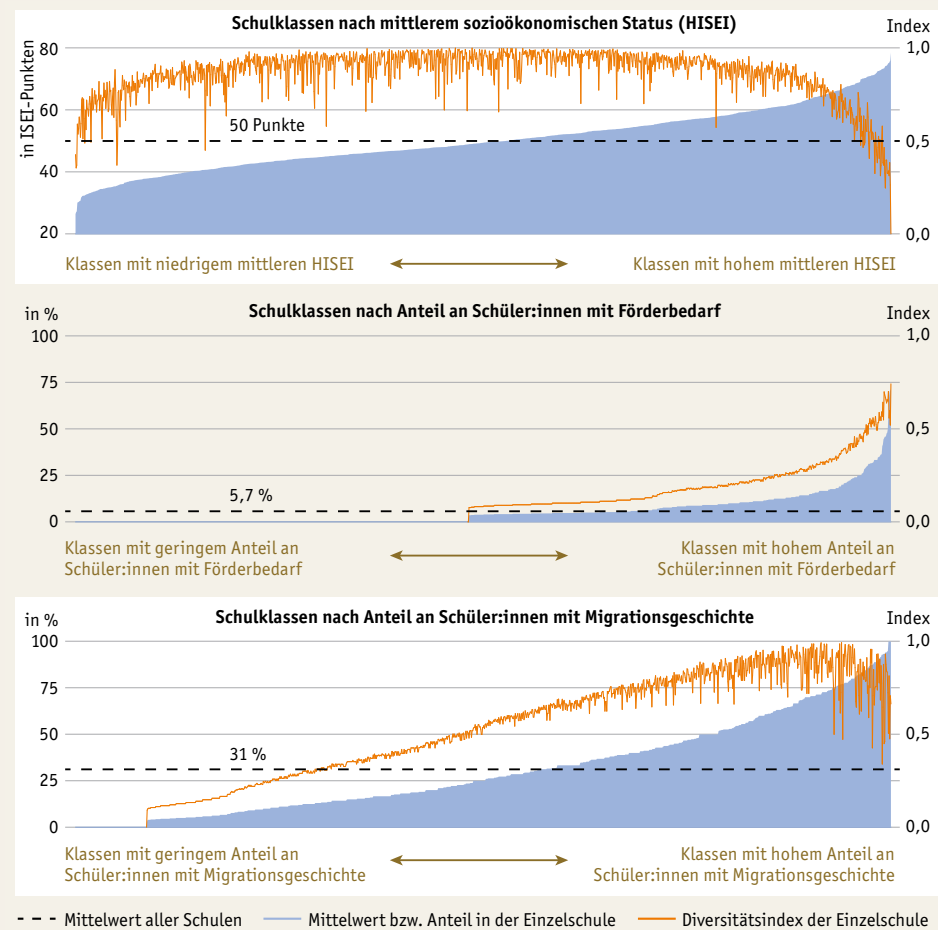 Schulklassen nach mittlerem sozioökonomischen Status (HISEI)
Index
in ISEI-Punkten
80
60
40
20
50 Punkte
1,0
0,5
0,0
Klassen mit niedrigem mittleren HISEI
Klassen mit hohem mittleren HISEI
in %
Schulklassen nach Anteil an Schüler:innen mit Förderbedarf
Index
100
75
50
25
0
5,7 %
1,0
0,5
0,0
Klassen mit geringem Anteil an
Schüler:innen mit Förderbedarf
Klassen mit hohem Anteil an
Schüler:innen mit Förderbedarf
in %
Schulklassen nach Anteil an Schüler:innen mit Migrationsgeschichte
Index
100
75
50
25
0
31 %
1,0
0,5
0,0
Klassen mit geringem Anteil an
Schüler:innen mit Migrationsgeschichte
Klassen mit hohem Anteil an
Schüler:innen mit Migrationsgeschichte
Mittelwert aller Schulen
Mittelwert bzw. Anteil in der Einzelschule
Diversitätsindex der Einzelschule